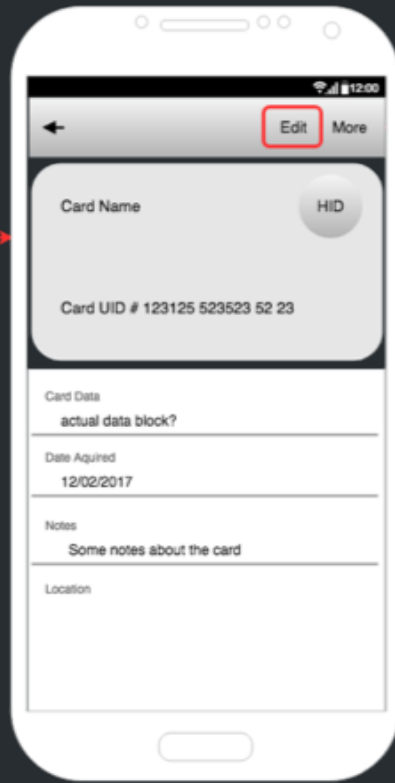 12:00
Edit More
Card Name HID
Card UID # 123125 523523 52 23
Card Data
actual data block?
Date Aquired
12/02/2017
Notes
Some notes about the card
Location